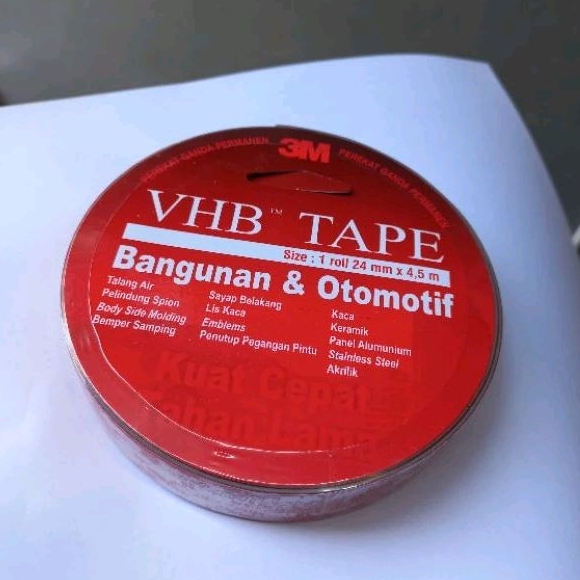 PEREKAT GANDA PERMANEN 3M PEREKAT GANDA PERMANEN
VHB™ TAPE
Size : 1 roll 24 mm x 4,5 m
Bangunan & Otomotif
Talang Air
Pelindung Spion
Body Side Molding
Bemper Samping
Sayap Belakang
Lis Kaca
Emblems
Penutup Pegangan Pintu
Kaca
Keramik
Panel Alumunium
Stainless Steel
Akrilik
Kuat Cepat
Tahan Lama